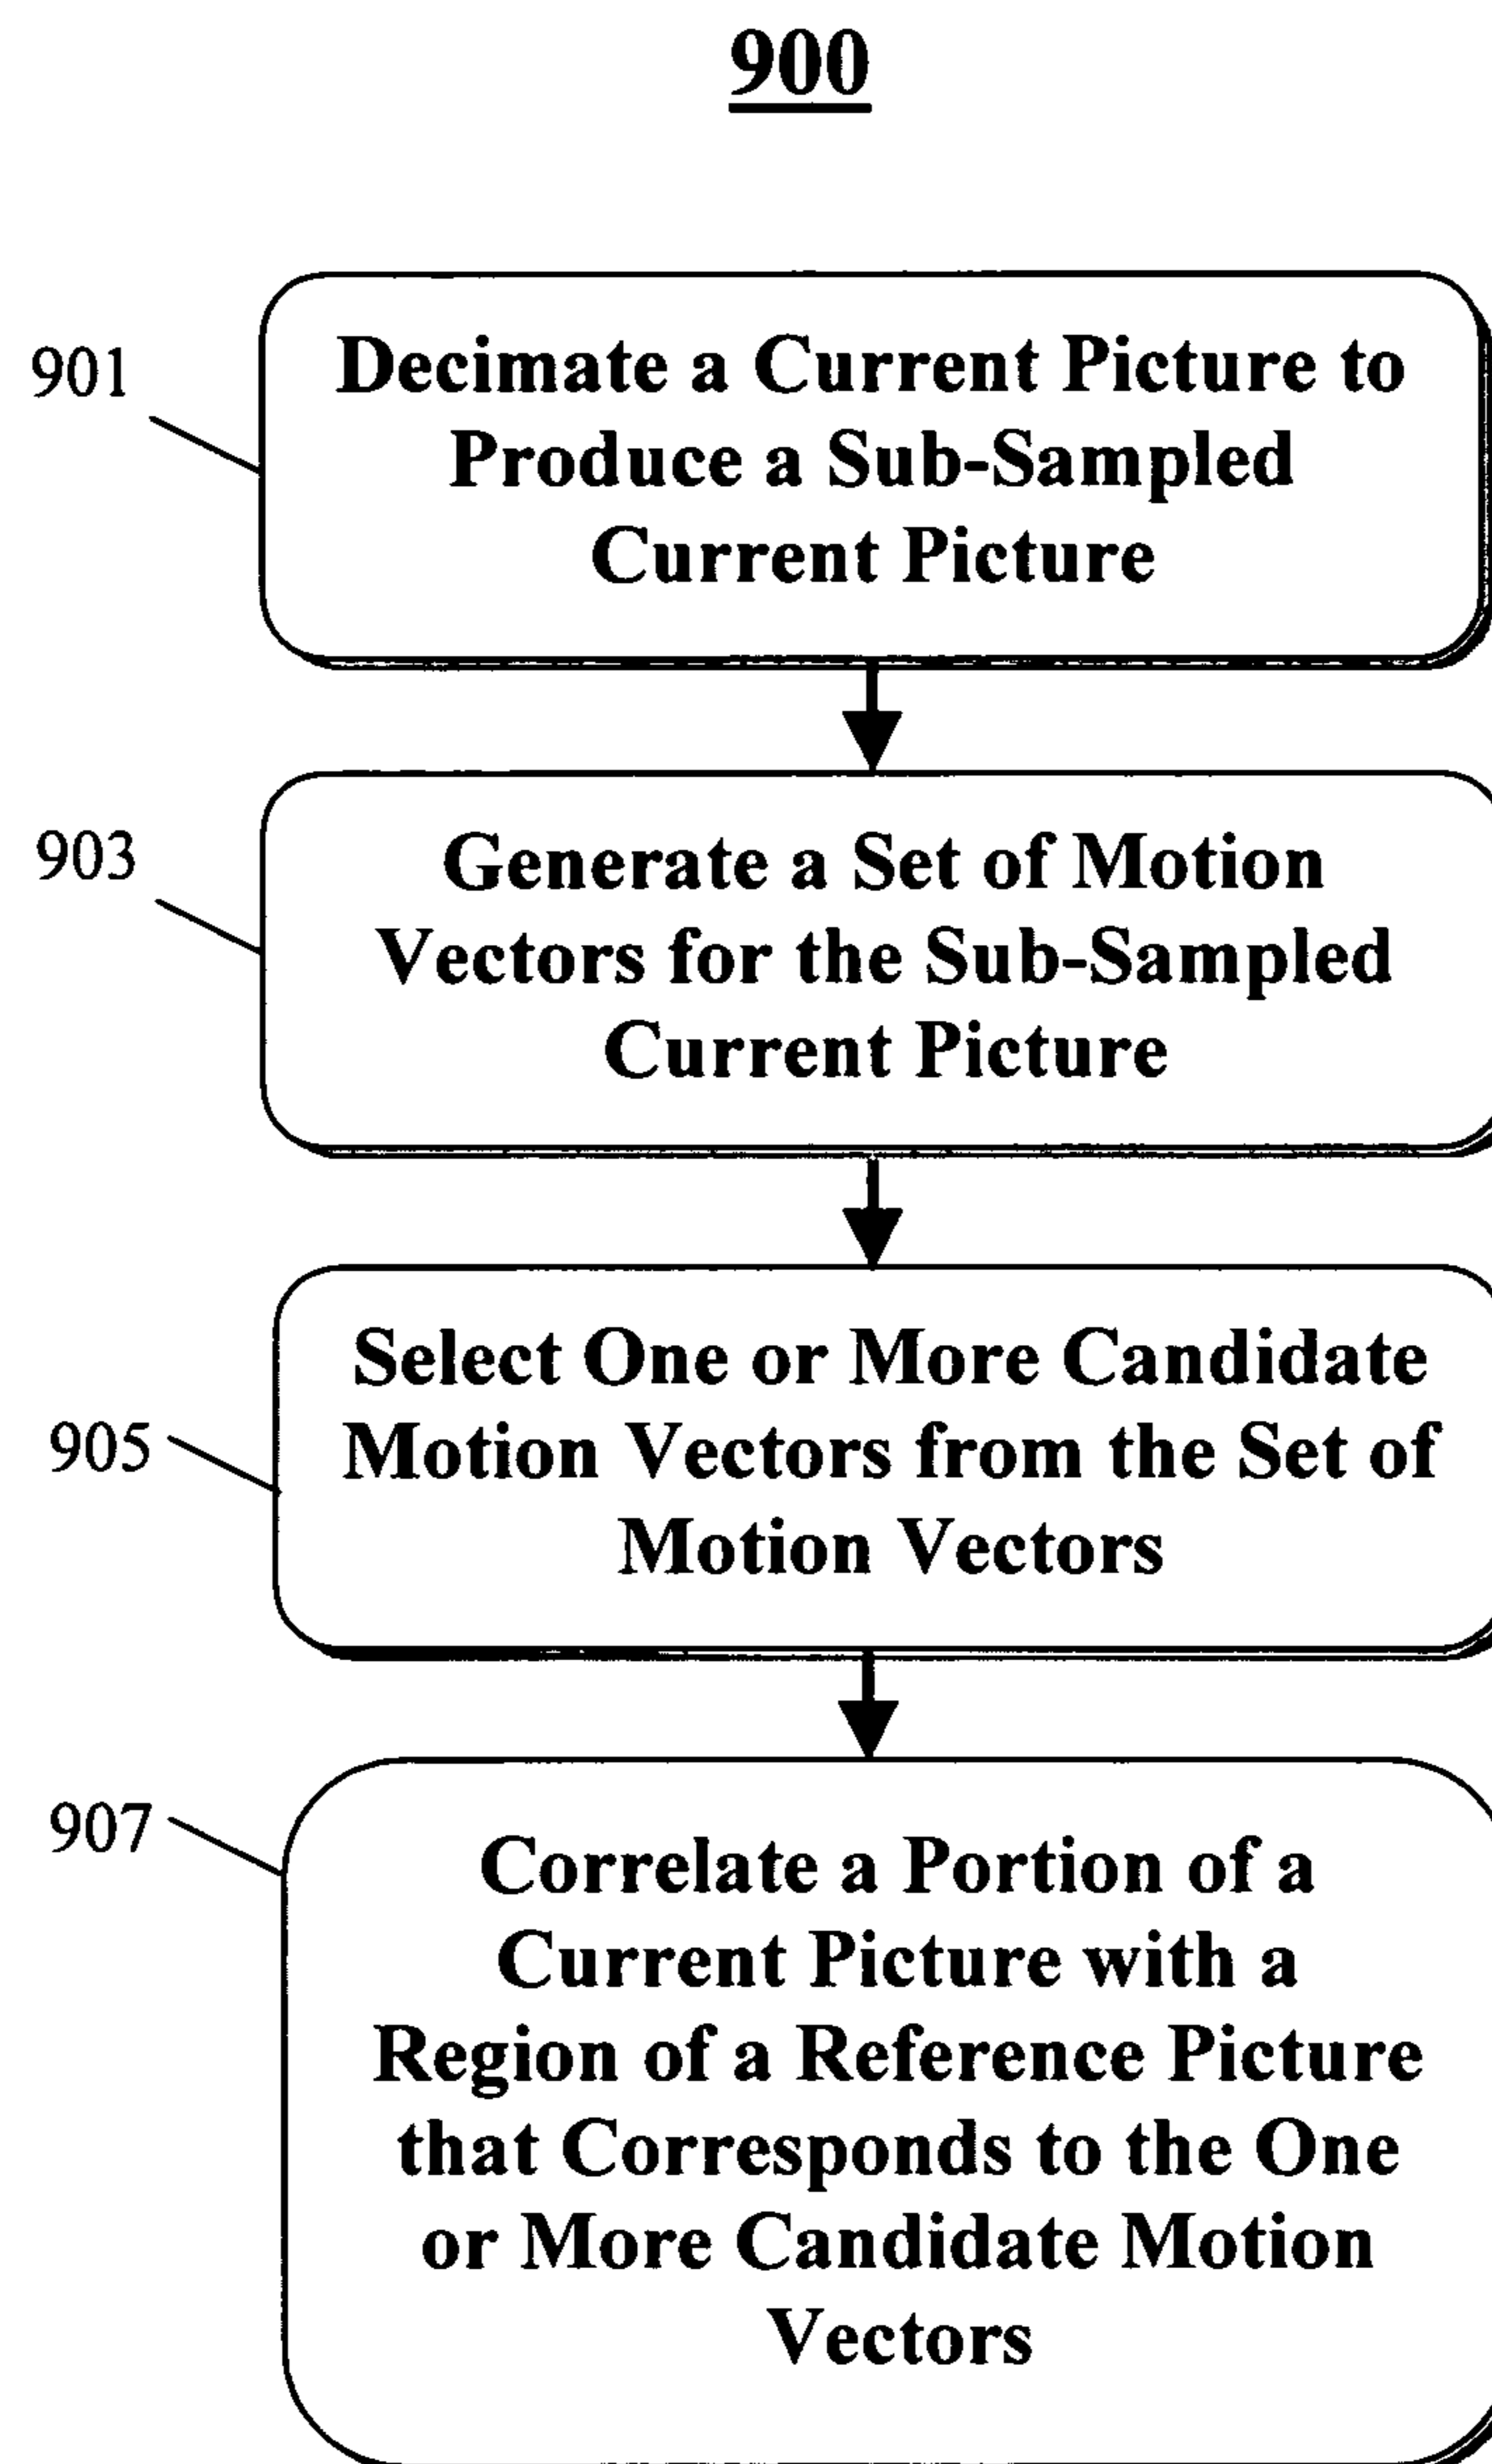 900
901
Decimate a Current Picture to
Produce a Sub-Sampled
Current Picture
903
Generate a Set of Motion
Vectors for the Sub-Sampled
Current Picture
Select One or More Candidate
905
Motion Vectors from the Set of
Motion Vectors
907
Correlate a Portion of a
Current Picture with a
Region of a Reference Picture
that Corresponds to the One
or More Candidate Motion
Vectors